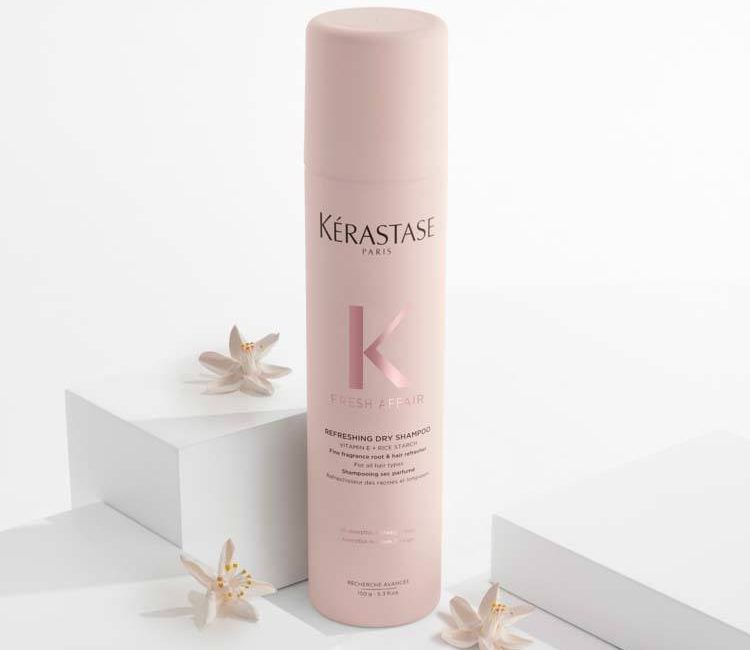 KÉRASTASE
PARIS
K
FRESH AFFAIR
REFRESHING DRY SHAMPOO
VITAMIN E + RICE STARCH
Fine fragrance root & hair refresher
For all hair types
Shampooing sec parfumé
Rafraîchisseur des racines et longueurs
RECHERCHE AVANCÉE
150 g - 5.3 fl.oz.